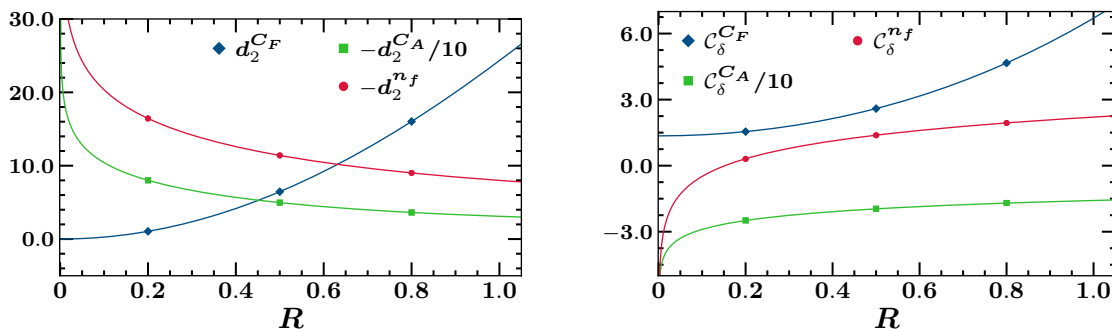 30.0
20.0
10.0
0.0
0 0.2 0.4 0.6 0.8 1.0
R
d_2^{C_F}
-d_2^{C_A}/10
-d_2^{n_f}
6.0
3.0
0.0
-3.0
0 0.2 0.4 0.6 0.8 1.0
R
C_δ^{C_F}
C_δ^{n_f}
C_δ^{C_A}/10